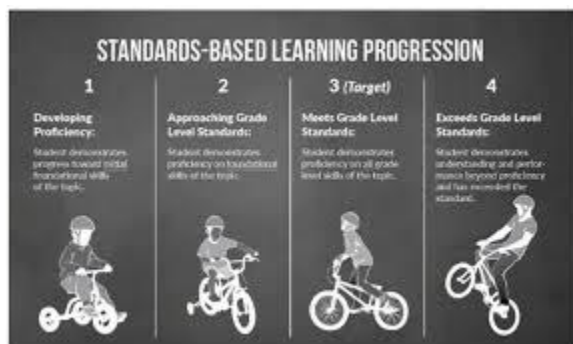 STANDARDS-BASED LEARNING PROGRESSION
1
Developing
Proficiency:
Student demonstrates
progress toward initial
foundational skills
of the topic.
2
Approaching Grade
Level Standards:
Student demonstrates
proficiency on foundational
skills of the topic.
3 (Target)
Meets Grade Level
Standards:
Student demonstrates
proficiency on all grade
level skills of the topic.
4
Exceeds Grade Level
Standards:
Student demonstrates
understanding and perfor-
mance beyond proficiency
and has exceeded the
standard.